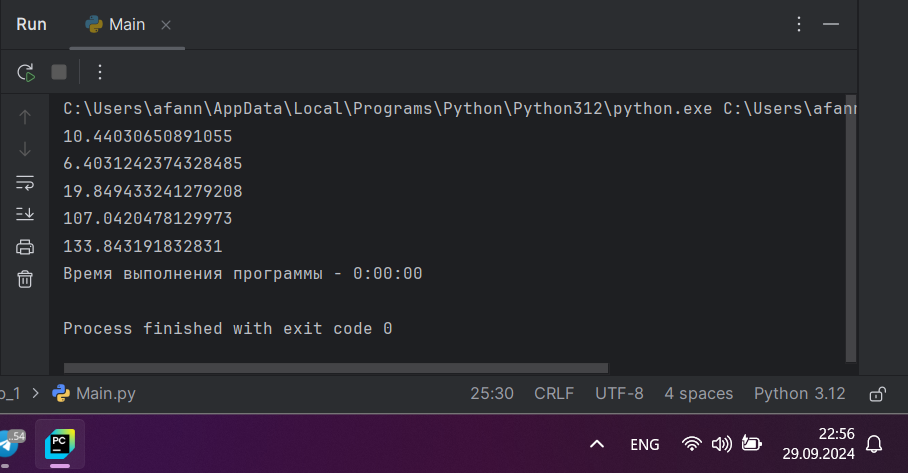 Run Main
C:\Users\afann\AppData\Local\Programs\Python\Python312\python.exe C:\Users\afann
10.44030650891055
6.4031242374328485
19.849433241279208
107.0420478129973
133.843191832831
Время выполнения программы - 0:00:00
Process finished with exit code 0
o_1 > Main.py 25:30 CRLF UTF-8 4 spaces Python 3.12
..54 PC ENG 22:56
29.09.2024